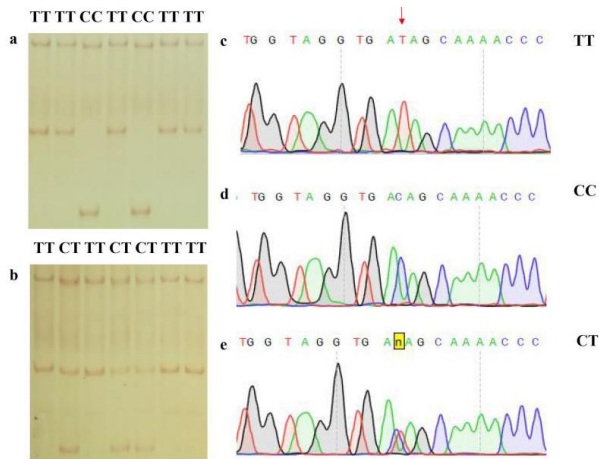 TT TT CC TT CC TT TT
a
TT CT TT CT CT TT TT
b
c TG G T A G G T G A T A G C A A A A C C C TT
d TG G T A G G T G A C A G C A A A A C C C CC
e TG G T A G G T G A n A G C A A A A C C C CT